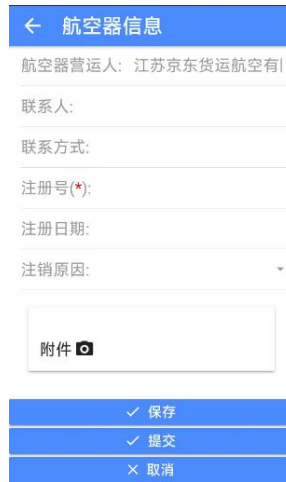 航空器信息
航空器营运人: 江苏京东货运航空有
联系人:
联系方式:
注册号(*):
注册日期:
注销原因:
附件
保存
提交
取消